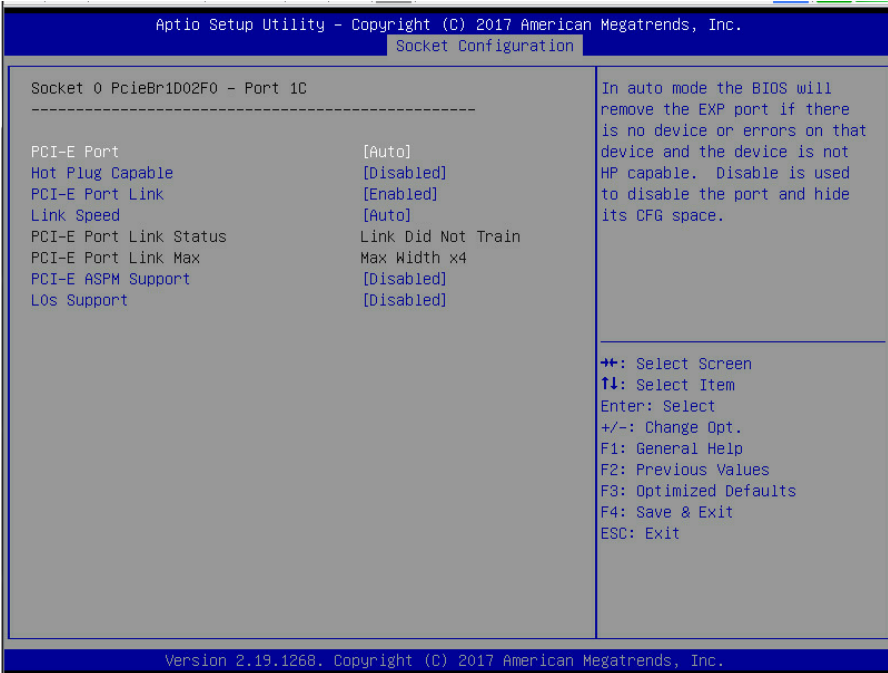 Aptio Setup Utility – Copyright (C) 2017 American Megatrends, Inc.
Socket Configuration
Socket 0 PcieBr1D02F0 – Port 1C
--------------------------------------------------
PCI-E Port [Auto]
Hot Plug Capable [Disabled]
PCI-E Port Link [Enabled]
Link Speed [Auto]
PCI-E Port Link Status Link Did Not Train
PCI-E Port Link Max Max Width x4
PCI-E ASPM Support [Disabled]
L0s Support [Disabled]
In auto mode the BIOS will
remove the EXP port if there
is no device or errors on that
device and the device is not
HP capable. Disable is used
to disable the port and hide
its CFG space.
→←: Select Screen
↑↓: Select Item
Enter: Select
+/-: Change Opt.
F1: General Help
F2: Previous Values
F3: Optimized Defaults
F4: Save & Exit
ESC: Exit
Version 2.19.1268. Copyright (C) 2017 American Megatrends, Inc.